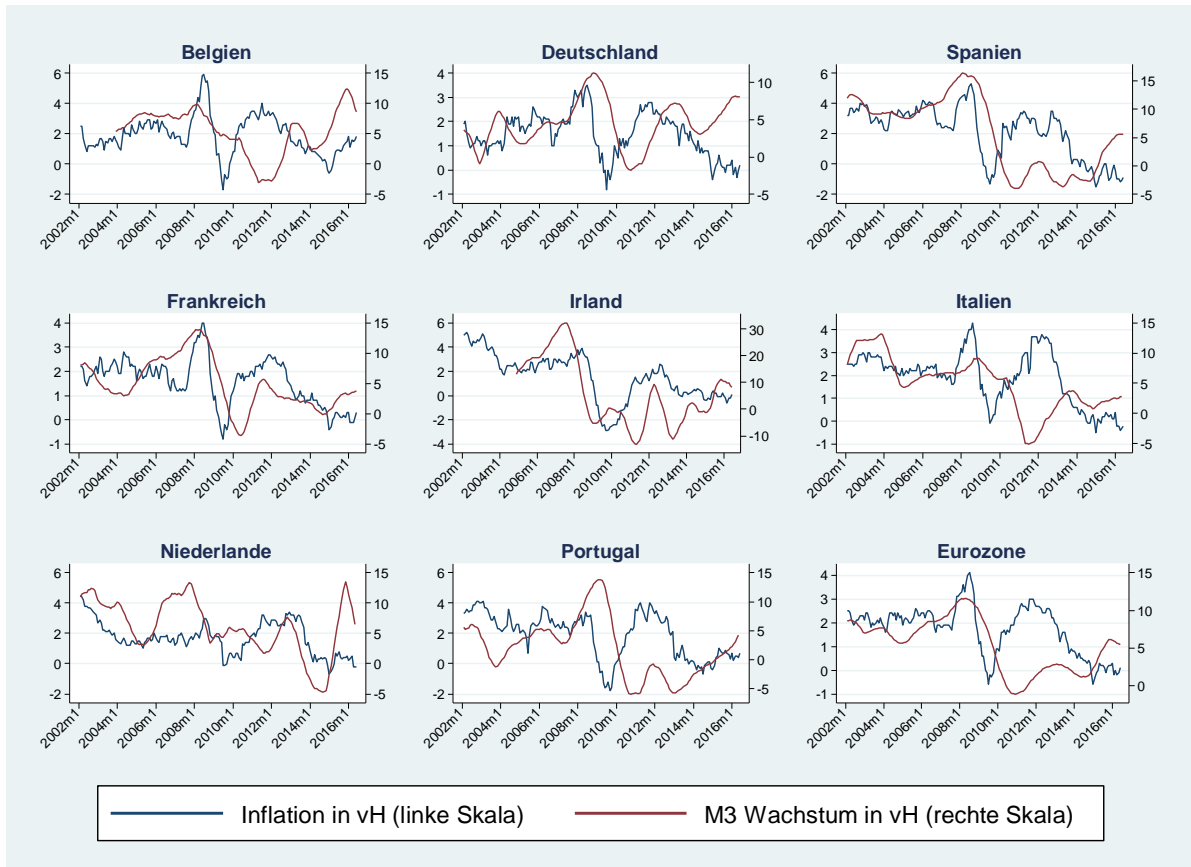 Belgien
6
4
2
0
-2
15
10
5
0
-5
2002m1
2004m1
2006m1
2008m1
2010m1
2012m1
2014m1
2016m1
Deutschland
4
3
2
1
0
-1
10
5
0
-5
2002m1
2004m1
2006m1
2008m1
2010m1
2012m1
2014m1
2016m1
Spanien
6
4
2
0
-2
15
10
5
0
-5
2002m1
2004m1
2006m1
2008m1
2010m1
2012m1
2014m1
2016m1
Frankreich
4
3
2
1
0
-1
15
10
5
0
-5
2002m1
2004m1
2006m1
2008m1
2010m1
2012m1
2014m1
2016m1
Irland
6
4
2
0
-2
-4
30
20
10
0
-10
2002m1
2004m1
2006m1
2008m1
2010m1
2012m1
2014m1
2016m1
Italien
4
3
2
1
0
-1
15
10
5
0
-5
2002m1
2004m1
2006m1
2008m1
2010m1
2012m1
2014m1
2016m1
Niederlande
6
4
2
0
-2
15
10
5
0
-5
2002m1
2004m1
2006m1
2008m1
2010m1
2012m1
2014m1
2016m1
Portugal
6
4
2
0
-2
15
10
5
0
-5
2002m1
2004m1
2006m1
2008m1
2010m1
2012m1
2014m1
2016m1
Eurozone
4
3
2
1
0
-1
15
10
5
0
2002m1
2004m1
2006m1
2008m1
2010m1
2012m1
2014m1
2016m1
Inflation in vH (linke Skala)
M3 Wachstum in vH (rechte Skala)